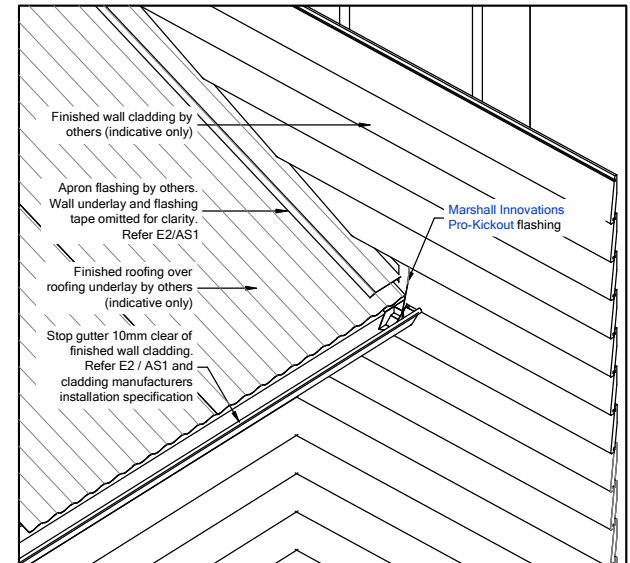 Finished wall cladding by
others (indicative only)
Apron flashing by others.
Wall underlay and flashing
tape omitted for clarity.
Refer E2/AS1
Marshall Innovations
Pro-Kickout flashing
Finished roofing over
roofing underlay by others
(indicative only)
Stop gutter 10mm clear of
finished wall cladding.
Refer E2 / AS1 and
cladding manufacturers
installation specification